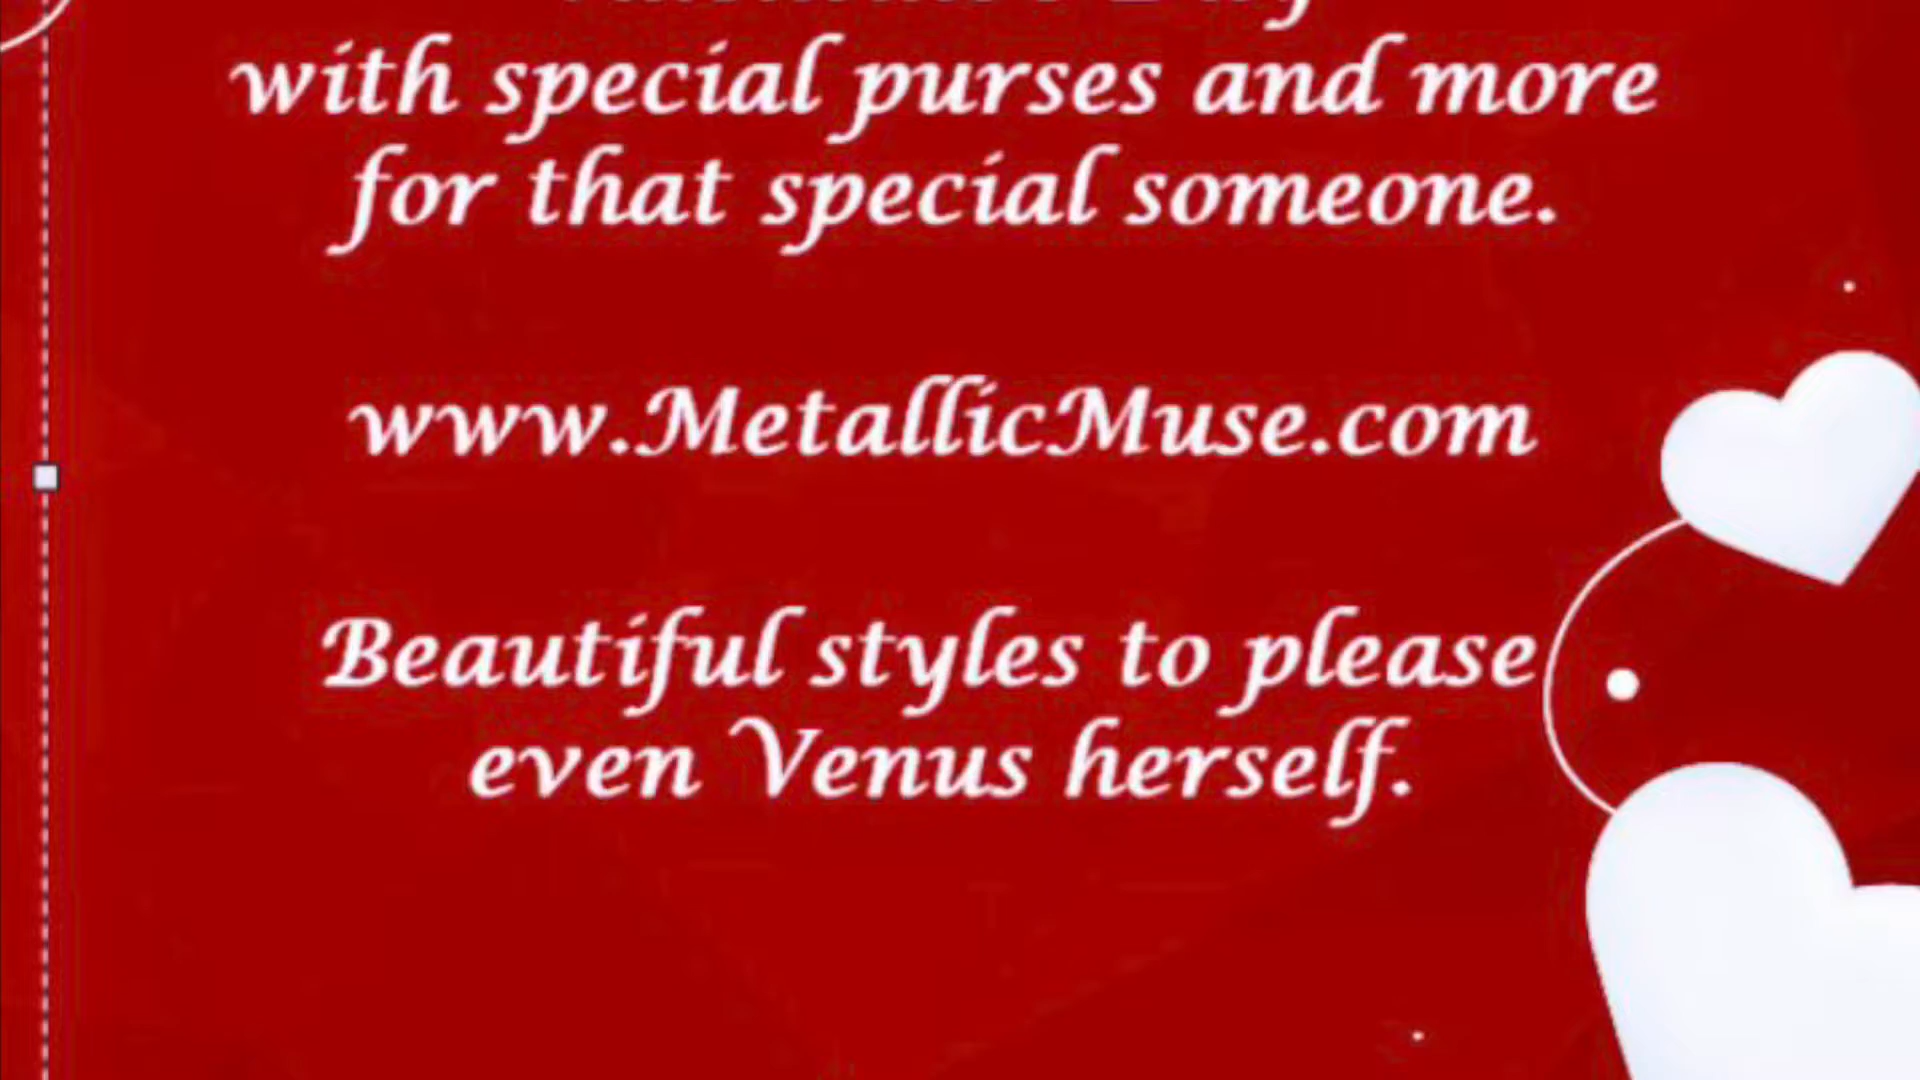 with special purses and more
for that special someone.
www.MetallicMuse.com
Beautiful styles to please
even Venus herself.